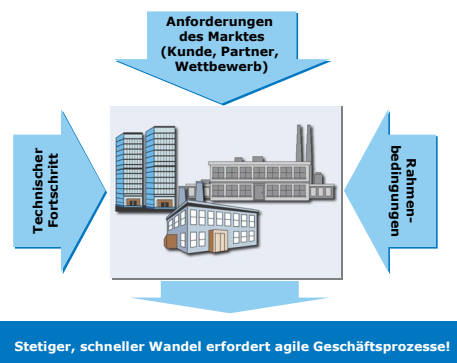 Anforderungen
des Marktes
(Kunde, Partner,
Wettbewerb)
Technischer
Fortschritt
Rahmen-
bedingungen
Stetiger, schneller Wandel erfordert agile Geschäftsprozesse!